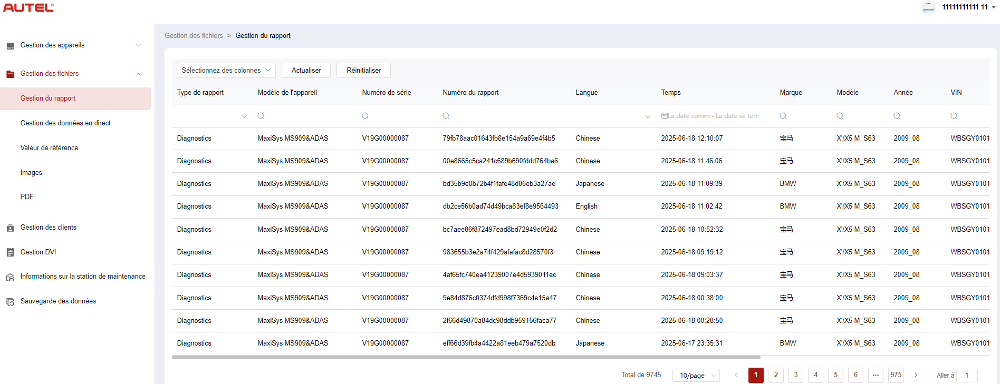 AUTEL
11111111111 11
Gestion des appareils
Gestion des fichiers
Gestion du rapport
Gestion des données en direct
Valeur de référence
Images
PDF
Gestion des clients
Gestion DVI
Informations sur la station de maintenance
Sauvegarde des données
Gestion des fichiers > Gestion du rapport
Sélectionnez des colonnes Actualiser Réinitialiser
Type de rapport Modèle de l'appareil Numéro de série Numéro du rapport Langue Temps Marque Modèle Année VIN
La date comm - La date se tern
Diagnostics MaxiSys MS909&ADAS V19G00000087 79fb78aac01643fb8e154a9a69e4f4b5 Chinese 2025-06-18 12:10:07 宝马 X'/X5 M_S63 2009_08 WBSGY0101
Diagnostics MaxiSys MS909&ADAS V19G00000087 00e8665c5ca241c689b690fddd764ba6 Chinese 2025-06-18 11:46:06 宝马 X'/X5 M_S63 2009_08 WBSGY0101
Diagnostics MaxiSys MS909&ADAS V19G00000087 bd35b9e0b72b4f1fafe48d06eb3a27ae Japanese 2025-06-18 11:09:39 BMW X'/X5 M_S63 2009_08 WBSGY0101
Diagnostics MaxiSys MS909&ADAS V19G00000087 db2ce56b0ad74d49bca83ef8e9564493 English 2025-06-18 11:02:42 BMW X'/X5 M_S63 2009_08 WBSGY0101
Diagnostics MaxiSys MS909&ADAS V19G00000087 bc7aee86f872497ead8bd72949e0f2d2 Chinese 2025-06-18 10:52:32 宝马 X'/X5 M_S63 2009_08 WBSGY0101
Diagnostics MaxiSys MS909&ADAS V19G00000087 983655b3e2a74f429afafac8d28570f3 Chinese 2025-06-18 09:19:12 宝马 X'/X5 M_S63 2009_08 WBSGY0101
Diagnostics MaxiSys MS909&ADAS V19G00000087 4af65fc740ea41239007e4d5939011ec Chinese 2025-06-18 09:03:37 宝马 X'/X5 M_S63 2009_08 WBSGY0101
Diagnostics MaxiSys MS909&ADAS V19G00000087 9e84d876c0374dfd998f7369c4a15a47 Chinese 2025-06-18 00:38:00 宝马 X'/X5 M_S63 2009_08 WBSGY0101
Diagnostics MaxiSys MS909&ADAS V19G00000087 2f66d49870a84dc98ddb959156faca77 Chinese 2025-06-18 00:28:50 宝马 X'/X5 M_S63 2009_08 WBSGY0101
Diagnostics MaxiSys MS909&ADAS V19G00000087 eff66d39fb4a4422a81eeb479a7520db Japanese 2025-06-17 23:35:31 BMW X'/X5 M_S63 2009_08 WBSGY0101
Total de 9745 10/page 1 2 3 4 5 6 ··· 975 Aller à 1